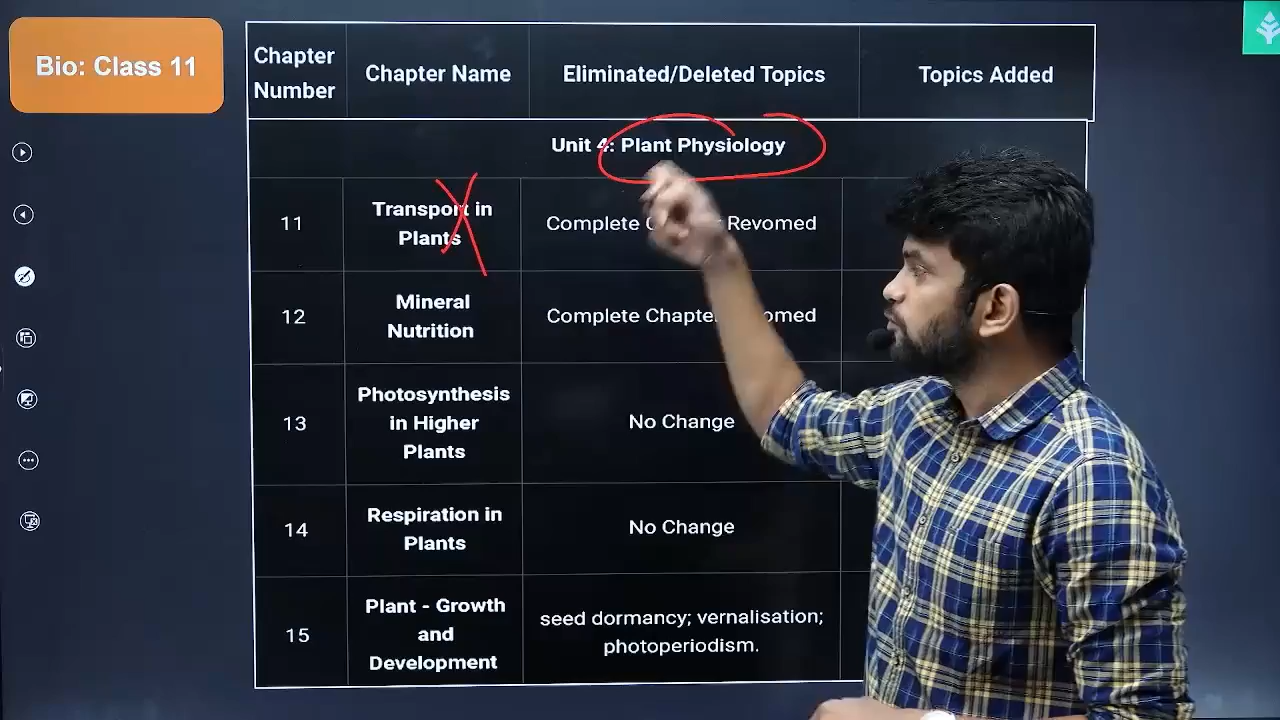 Bio: Class 11
Chapter Number
Chapter Name
Eliminated/Deleted Topics
Topics Added
Unit 4: Plant Physiology
11
Transport in
Plants
Complete Revomed
12
Mineral
Nutrition
Complete
13
Photosynthesis
in Higher
Plants
No Change
14
Respiration in
Plants
No Change
15
Plant - Growth
and
Development
seed dormancy; vernalisation;
photoperiodism.